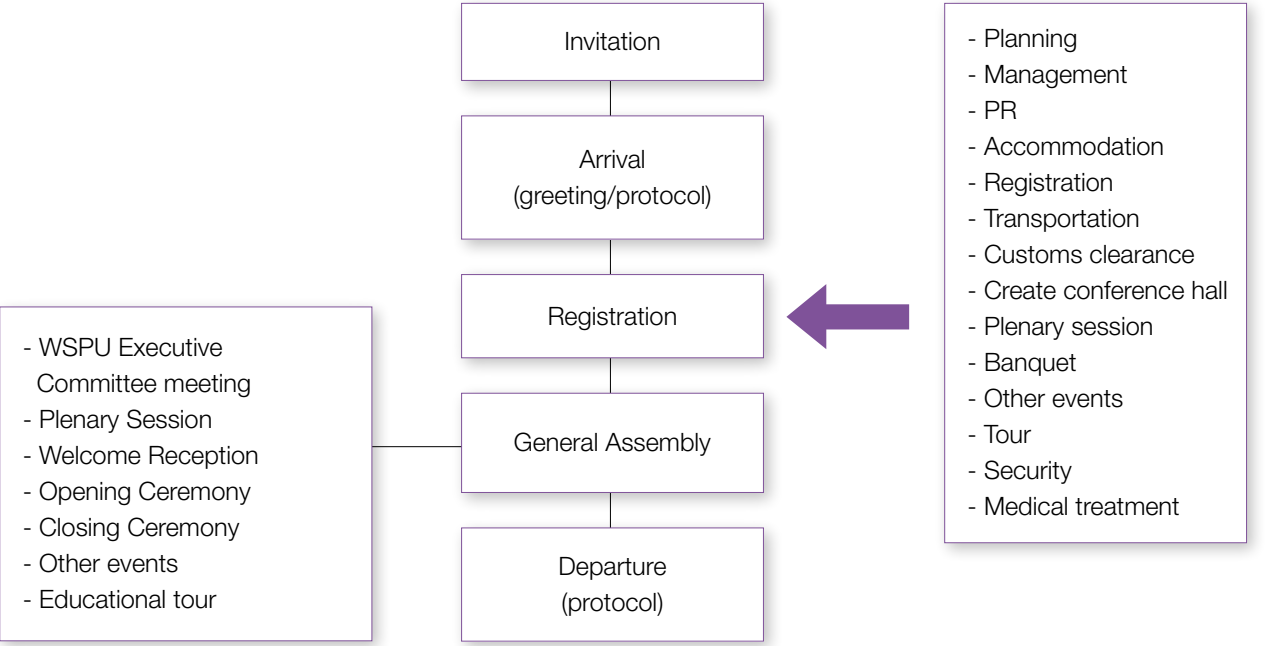 Invitation
Arrival
(greeting/protocol)
Registration
General Assembly
Departure
(protocol)
- WSPU Executive
Committee meeting
- Plenary Session
- Welcome Reception
- Opening Ceremony
- Closing Ceremony
- Other events
- Educational tour
- Planning
- Management
- PR
- Accommodation
- Registration
- Transportation
- Customs clearance
- Create conference hall
- Plenary session
- Banquet
- Other events
- Tour
- Security
- Medical treatment